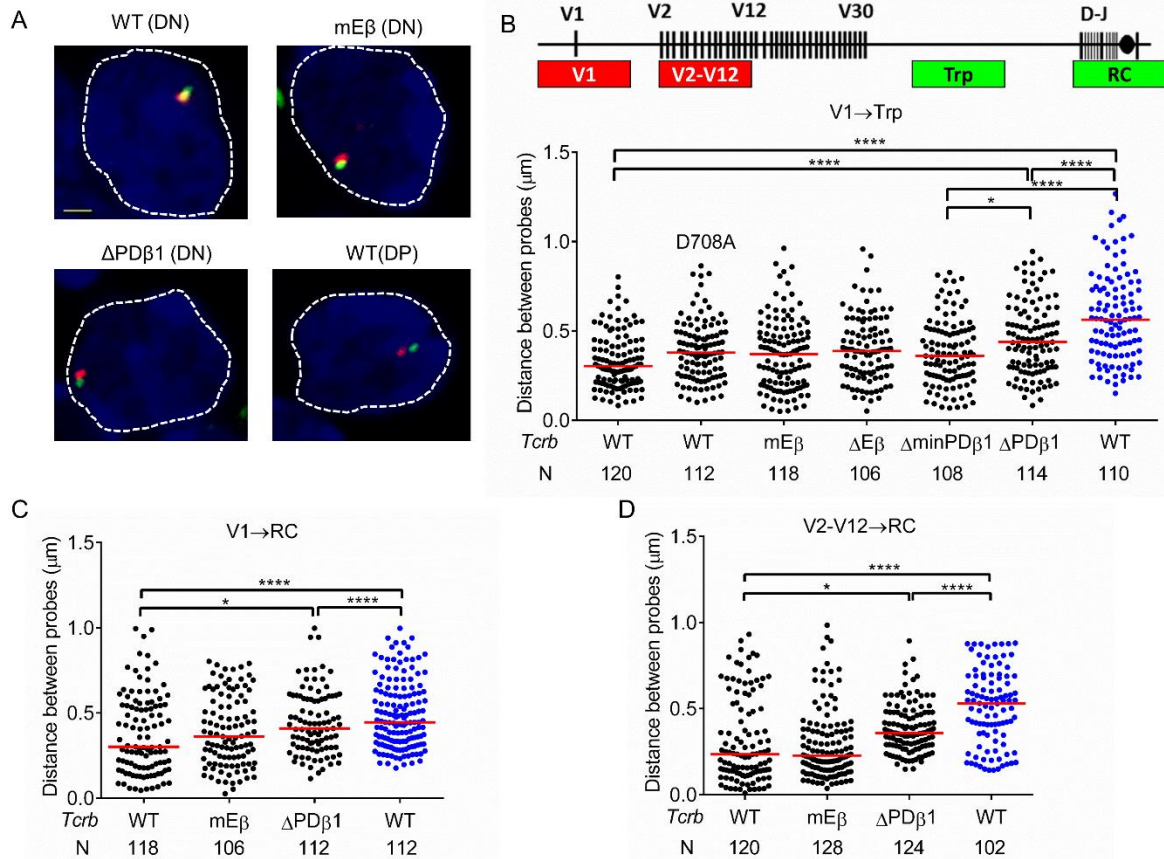 A
WT (DN)
mEβ (DN)
ΔPDβ1 (DN)
WT(DP)
B
V1 V2 V12 V30 D-J
V1 V2-V12 Trp RC
V1→Trp
****
**** ****
****
*
D708A
Distance between probes (μm)
1.5
1.0
0.5
0.0
Tcrb WT WT mEβ ΔEβ ΔminPDβ1 ΔPDβ1 WT
N 120 112 118 106 108 114 110
C
V1→RC
****
* ****
Distance between probes (μm)
1.5
1.0
0.5
0.0
Tcrb WT mEβ ΔPDβ1 WT
N 118 106 112 112
D
V2-V12→RC
****
* ****
Distance between probes (μm)
1.5
1.0
0.5
0.0
Tcrb WT mEβ ΔPDβ1 WT
N 120 128 124 102